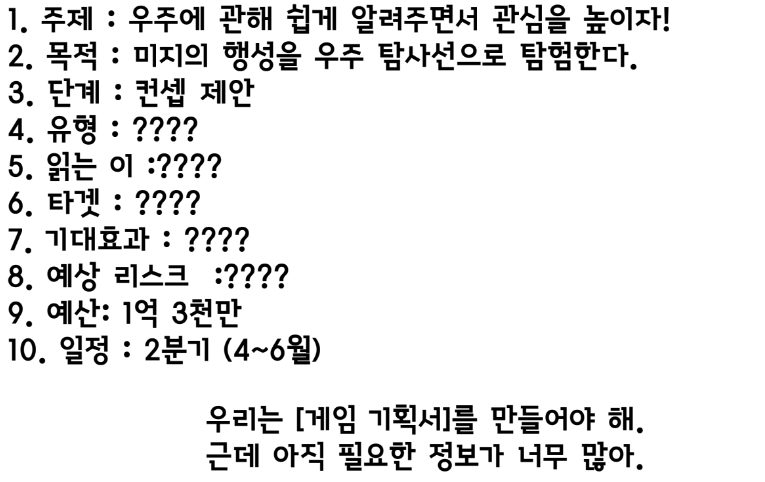 1. 주제 : 우주에 관해 쉽게 알려주면서 관심을 높이자!
2. 목적 : 미지의 행성을 우주 탐사선으로 탐험한다.
3. 단계 : 컨셉 제안
4. 유형 : ????
5. 읽는 이 :????
6. 타겟 : ????
7. 기대효과 : ????
8. 예상 리스크 :????
9. 예산: 1억 3천만
10. 일정 : 2분기 (4~6월)
우리는 [게임 기획서]를 만들어야 해.
근데 아직 필요한 정보가 너무 많아.